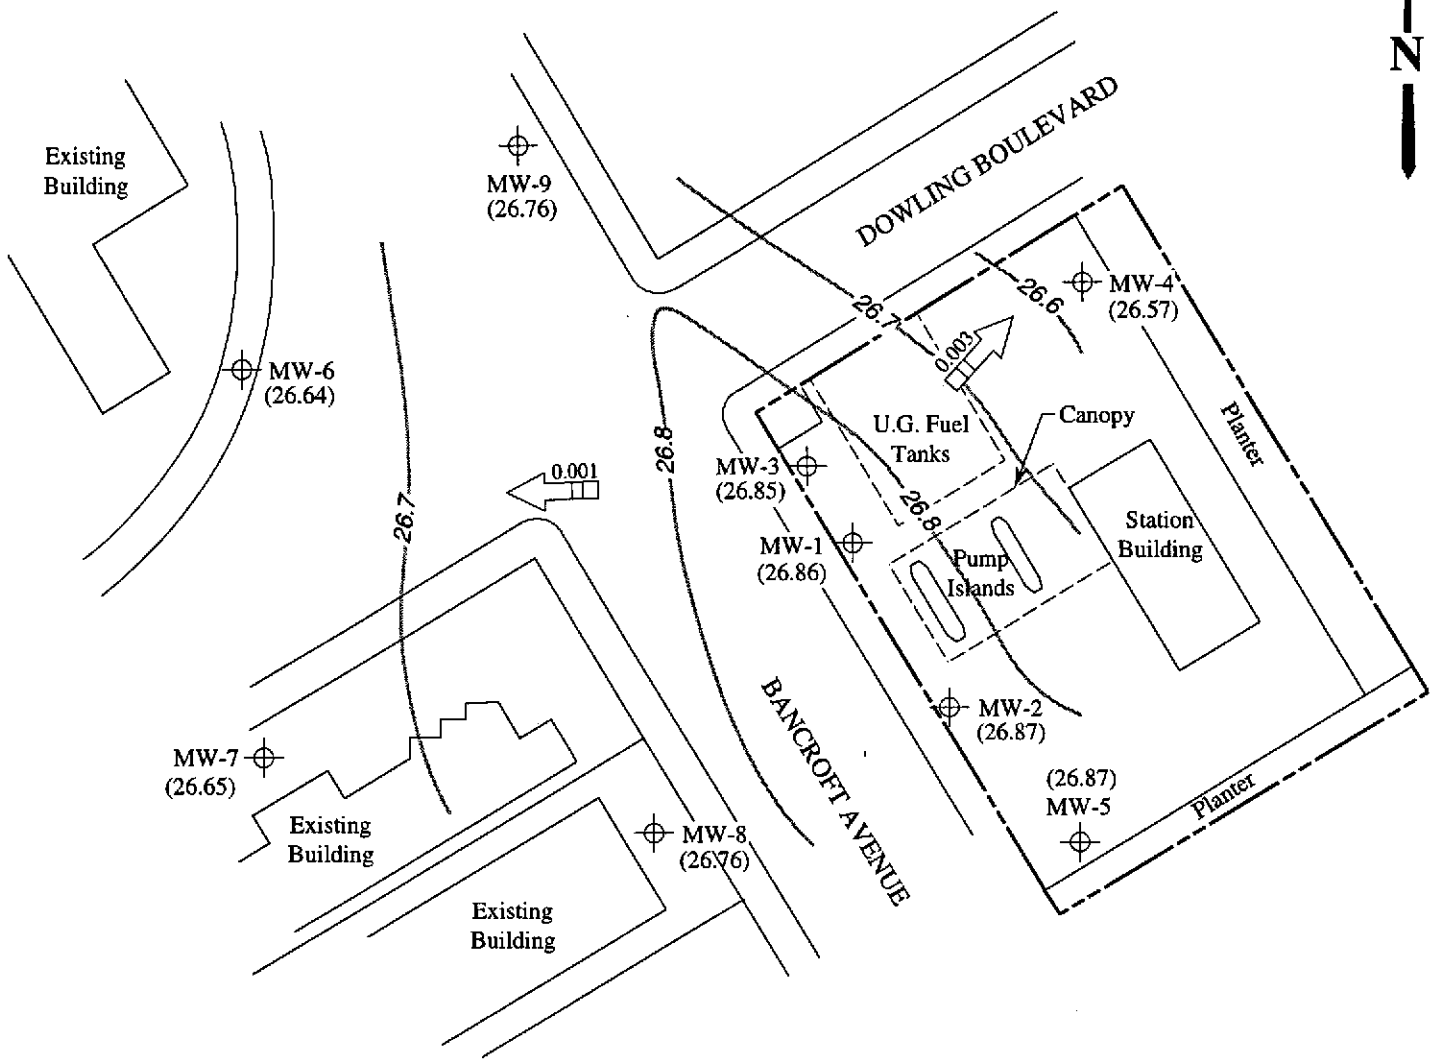 N
Existing
Building
MW-9
(26.76)
DOWLING BOULEVARD
MW-4
(26.57)
26.6
26.7
0.003
MW-6
(26.64)
U.G. Fuel
Tanks
Canopy
Planter
26.8
MW-3
(26.85)
0.001
26.7
26.8
Station
Building
MW-1
(26.86)
Pump
Islands
MW-2
(26.87)
BANCROFT AVENUE
MW-7
(26.65)
(26.87)
MW-5
Planter
Existing
Building
MW-8
(26.76)
Existing
Building